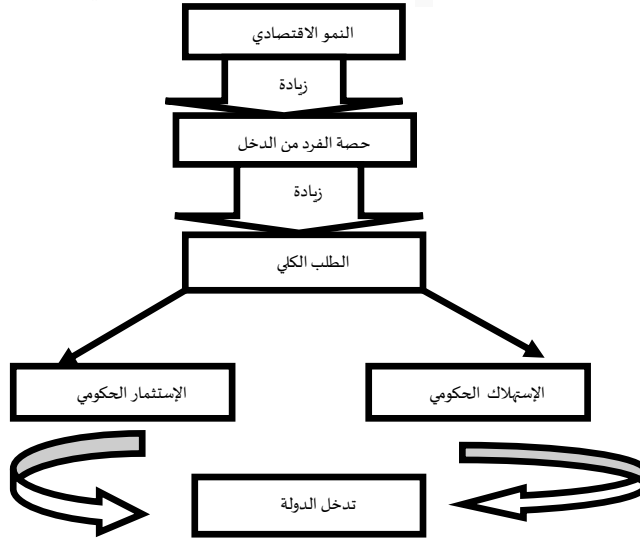 النمو الاقتصادي
زيادة
حصة الفرد من الدخل
زيادة
الطلب الكلي
الإستهلاك الحكومي
الإستثمار الحكومي
تدخل الدولة